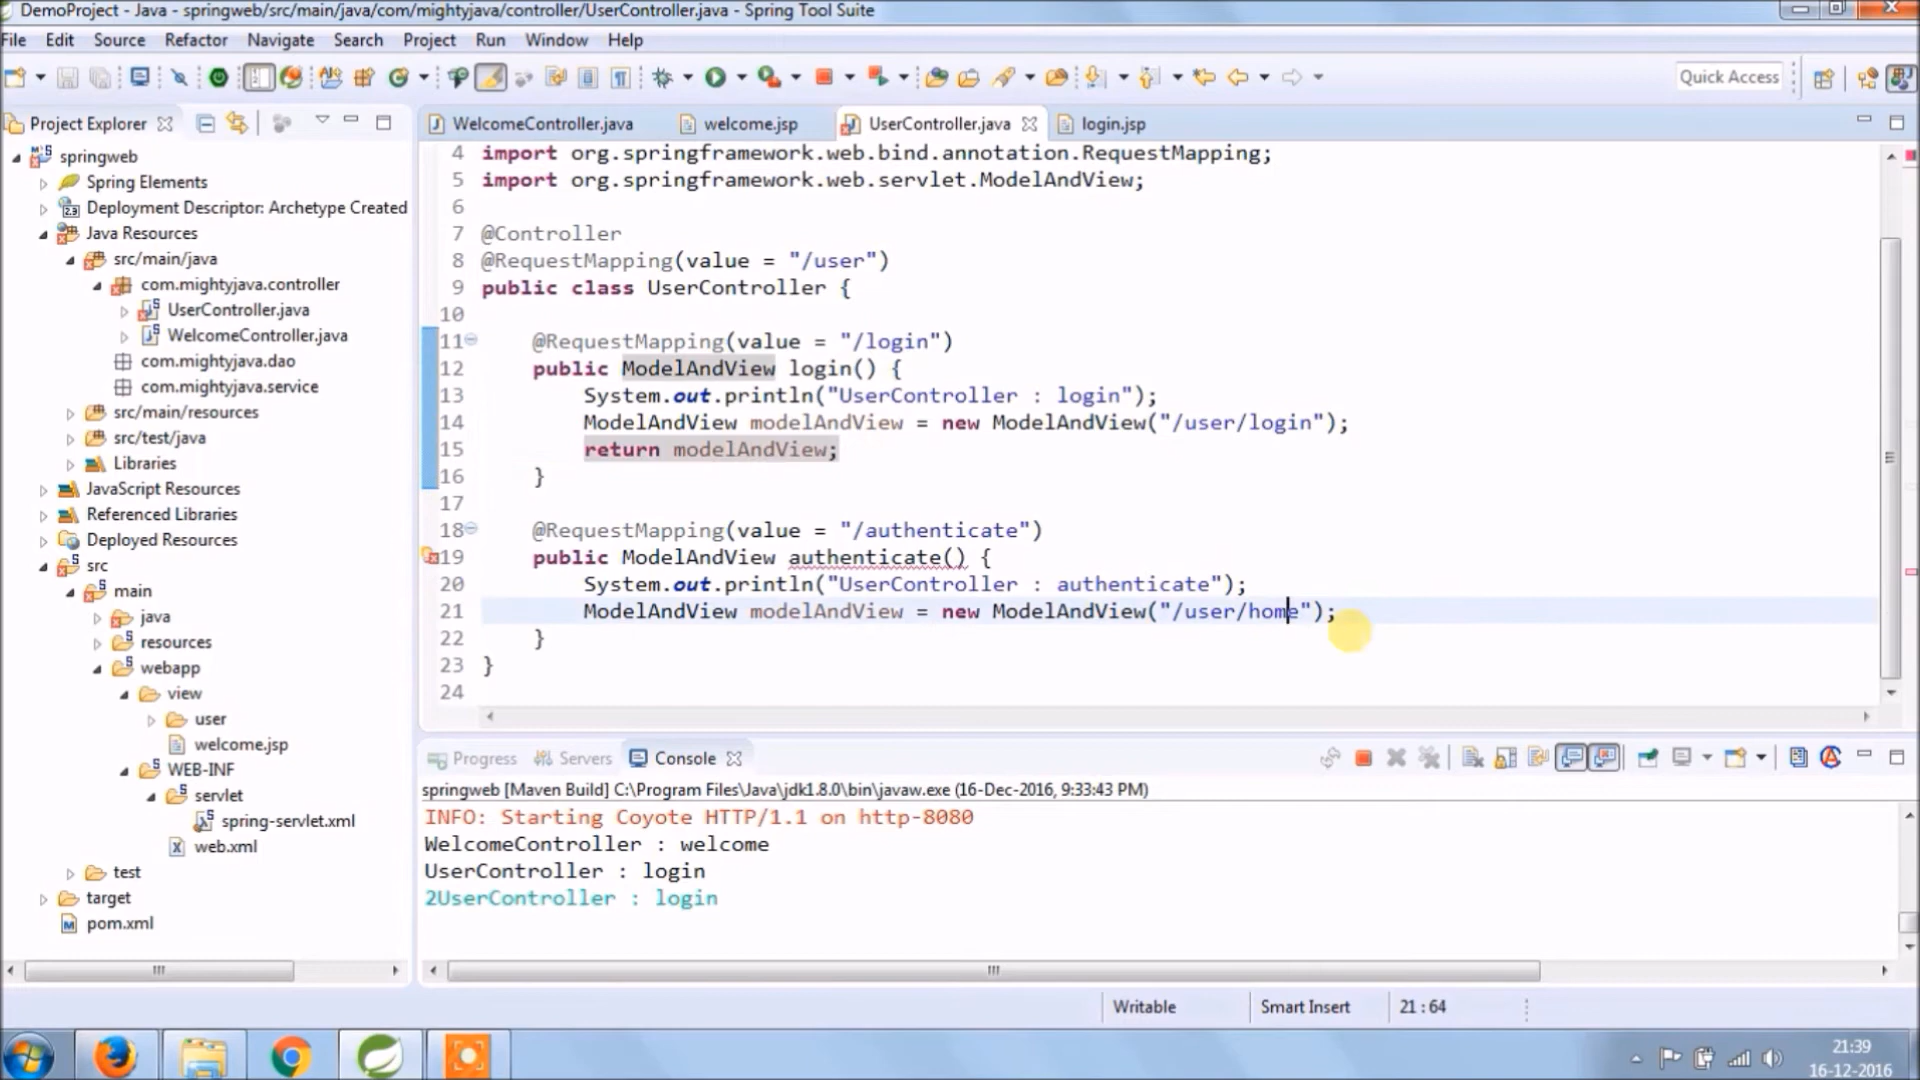 DemoProject - Java - springweb/src/main/java/com/mightyjava/controller/UserController.java - Spring Tool Suite
File Edit Source Refactor Navigate Search Project Run Window Help
Quick Access
Project Explorer
springweb
Spring Elements
Deployment Descriptor: Archetype Created
Java Resources
src/main/java
com.mightyjava.controller
UserController.java
WelcomeController.java
com.mightyjava.dao
com.mightyjava.service
src/main/resources
src/test/java
Libraries
JavaScript Resources
Referenced Libraries
Deployed Resources
src
main
java
resources
webapp
view
user
welcome.jsp
WEB-INF
servlet
spring-servlet.xml
web.xml
test
target
pom.xml
WelcomeController.java welcome.jsp UserController.java login.jsp
4 import org.springframework.web.bind.annotation.RequestMapping;
5 import org.springframework.web.servlet.ModelAndView;
6
7 @Controller
8 @RequestMapping(value = "/user")
9 public class UserController {
10
11 @RequestMapping(value = "/login")
12 public ModelAndView login() {
13 System.out.println("UserController : login");
14 ModelAndView modelAndView = new ModelAndView("/user/login");
15 return modelAndView;
16 }
17
18 @RequestMapping(value = "/authenticate")
19 public ModelAndView authenticate() {
20 System.out.println("UserController : authenticate");
21 ModelAndView modelAndView = new ModelAndView("/user/home");
22 }
23 }
24
Progress Servers Console
springweb [Maven Build] C:\Program Files\Java\jdk1.8.0\bin\javaw.exe (16-Dec-2016, 9:33:43 PM)
INFO: Starting Coyote HTTP/1.1 on http-8080
WelcomeController : welcome
UserController : login
2UserController : login
Writable Smart Insert 21 : 64
21:39
16-12-2016